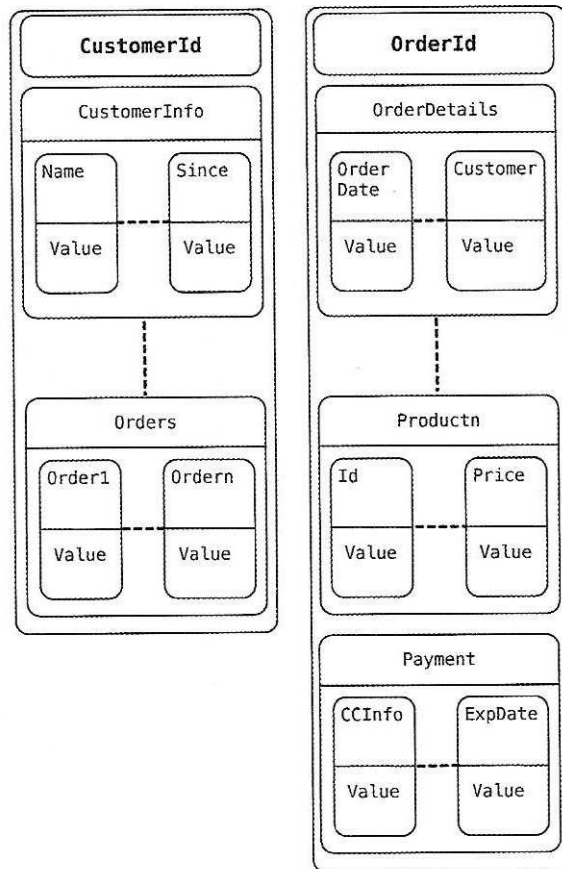 CustomerId
CustomerInfo
Name Since
Value Value
Orders
Order1 Ordern
Value Value
OrderId
OrderDetails
Order Customer
Date
Value Value
Productn
Id Price
Value Value
Payment
CCInfo ExpDate
Value Value